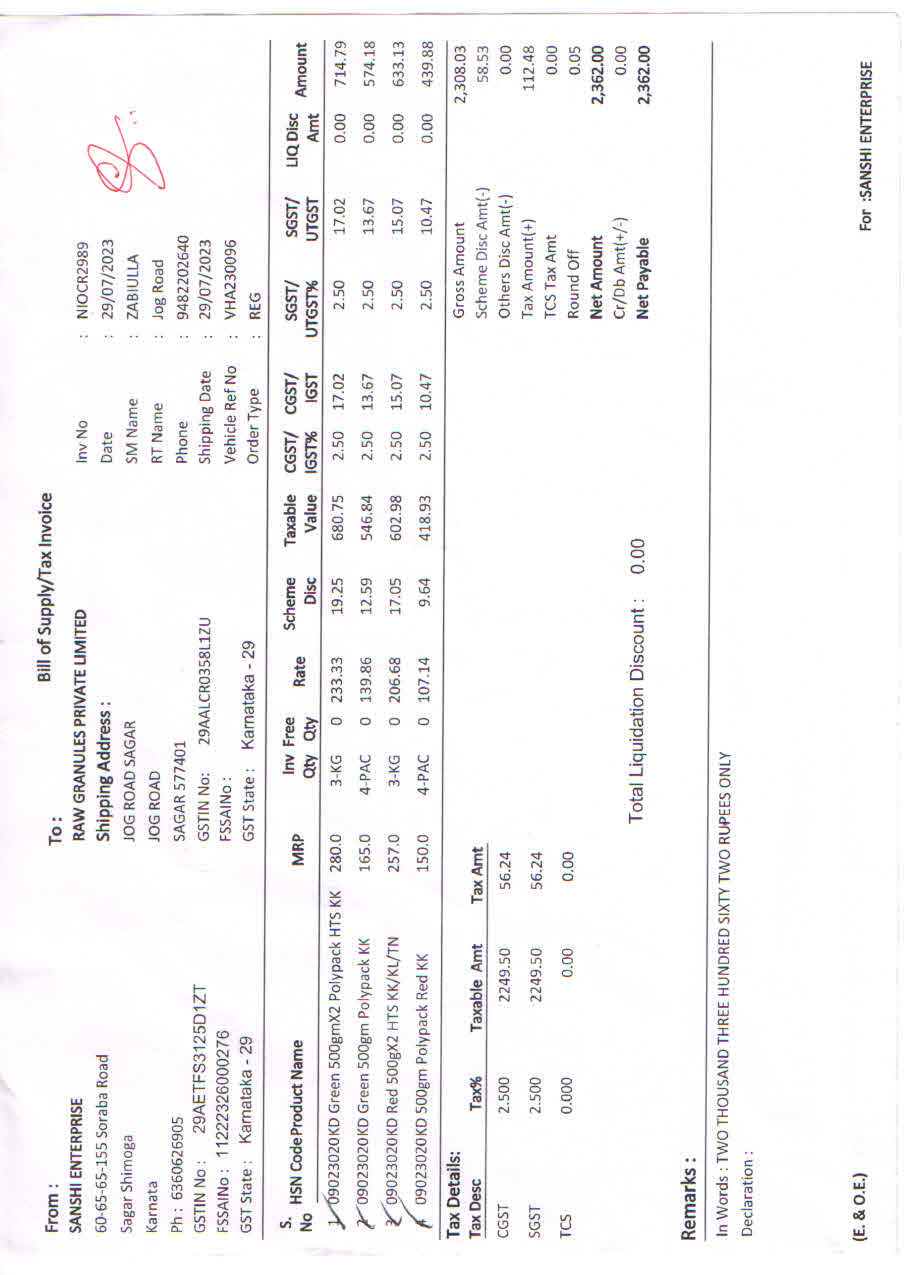 Bill of Supply/Tax Invoice
From :
SANSHI ENTERPRISE
60-65-65-155 Soraba Road
Sagar Shimoga
Karnata
Ph : 6360626905
GSTIN No : 29AETFS3125D1ZT
FSSAINo : 11222326000276
GST State : Karnataka - 29
To :
RAW GRANULES PRIVATE LIMITED
Shipping Address :
JOG ROAD SAGAR
JOG ROAD
SAGAR 577401
GSTIN No: 29AALCR0358L1ZU
FSSAINo :
GST State : Karnataka - 29
Inv No : NIOCR2989
Date : 29/07/2023
SM Name : ZABIULLA
RT Name : Jog Road
Phone : 9482202640
Shipping Date : 29/07/2023
Vehicle Ref No : VHA230096
Order Type : REG
S. No HSN Code Product Name MRP Inv Qty Free Qty Rate Scheme Disc Taxable Value CGST/ IGST% CGST/ IGST SGST/ UTGST% SGST/ UTGST LIQ Disc Amt Amount
1 09023020 KD Green 500gmX2 Polypack HTS KK 280.0 3-KG 0 233.33 19.25 680.75 2.50 17.02 2.50 17.02 0.00 714.79
2 09023020 KD Green 500gm Polypack KK 165.0 4-PAC 0 139.86 12.59 546.84 2.50 13.67 2.50 13.67 0.00 574.18
3 09023020 KD Red 500gX2 HTS KK/KL/TN 257.0 3-KG 0 206.68 17.05 602.98 2.50 15.07 2.50 15.07 0.00 633.13
4 09023020 KD 500gm Polypack Red KK 150.0 4-PAC 0 107.14 9.64 418.93 2.50 10.47 2.50 10.47 0.00 439.88
Tax Details:
Tax Desc Tax% Taxable Amt Tax Amt
CGST 2.500 2249.50 56.24
SGST 2.500 2249.50 56.24
TCS 0.000 0.00 0.00
Gross Amount 2,308.03
Scheme Disc Amt(-) 58.53
Others Disc Amt(-) 0.00
Tax Amount(+) 112.48
TCS Tax Amt 0.00
Round Off 0.05
Net Amount 2,362.00
Cr/Db Amt(+/-) 0.00
Net Payable 2,362.00
Total Liquidation Discount : 0.00
Remarks :
In Words : TWO THOUSAND THREE HUNDRED SIXTY TWO RUPEES ONLY
Declaration :
(E. & O.E.)
For :SANSHI ENTERPRISE